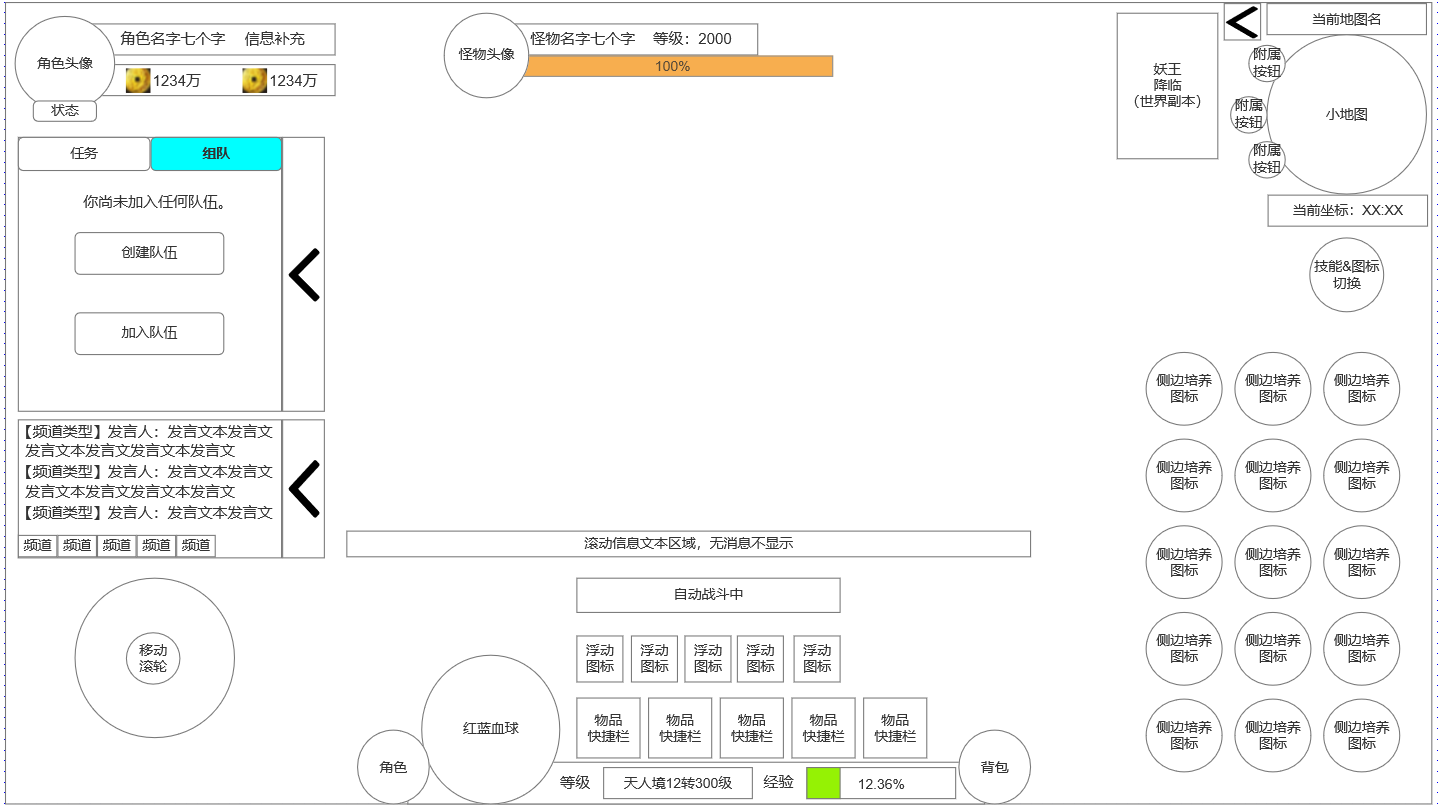 角色头像
角色名字七个字 信息补充
1234万 1234万
状态
怪物头像
怪物名字七个字 等级：2000
100%
妖王
降临
（世界副本）
当前地图名
附属
按钮
附属
按钮
附属
按钮
小地图
当前坐标：XX:XX
技能&图标
切换
任务 组队
你尚未加入任何队伍。
创建队伍
加入队伍
【频道类型】发言人：发言文本发言文
发言文本发言文发言文本发言文
【频道类型】发言人：发言文本发言文
发言文本发言文发言文本发言文
【频道类型】发言人：发言文本发言文
频道 频道 频道 频道 频道
移动
滚轮
侧边培养 侧边培养 侧边培养
图标 图标 图标
侧边培养 侧边培养 侧边培养
图标 图标 图标
侧边培养 侧边培养 侧边培养
图标 图标 图标
侧边培养 侧边培养 侧边培养
图标 图标 图标
侧边培养 侧边培养 侧边培养
图标 图标 图标
滚动信息文本区域，无消息不显示
自动战斗中
浮动 浮动 浮动 浮动 浮动
图标 图标 图标 图标 图标
物品 物品 物品 物品 物品
快捷栏 快捷栏 快捷栏 快捷栏 快捷栏
红蓝血球
角色
等级 天人境12转300级 经验 12.36%
背包